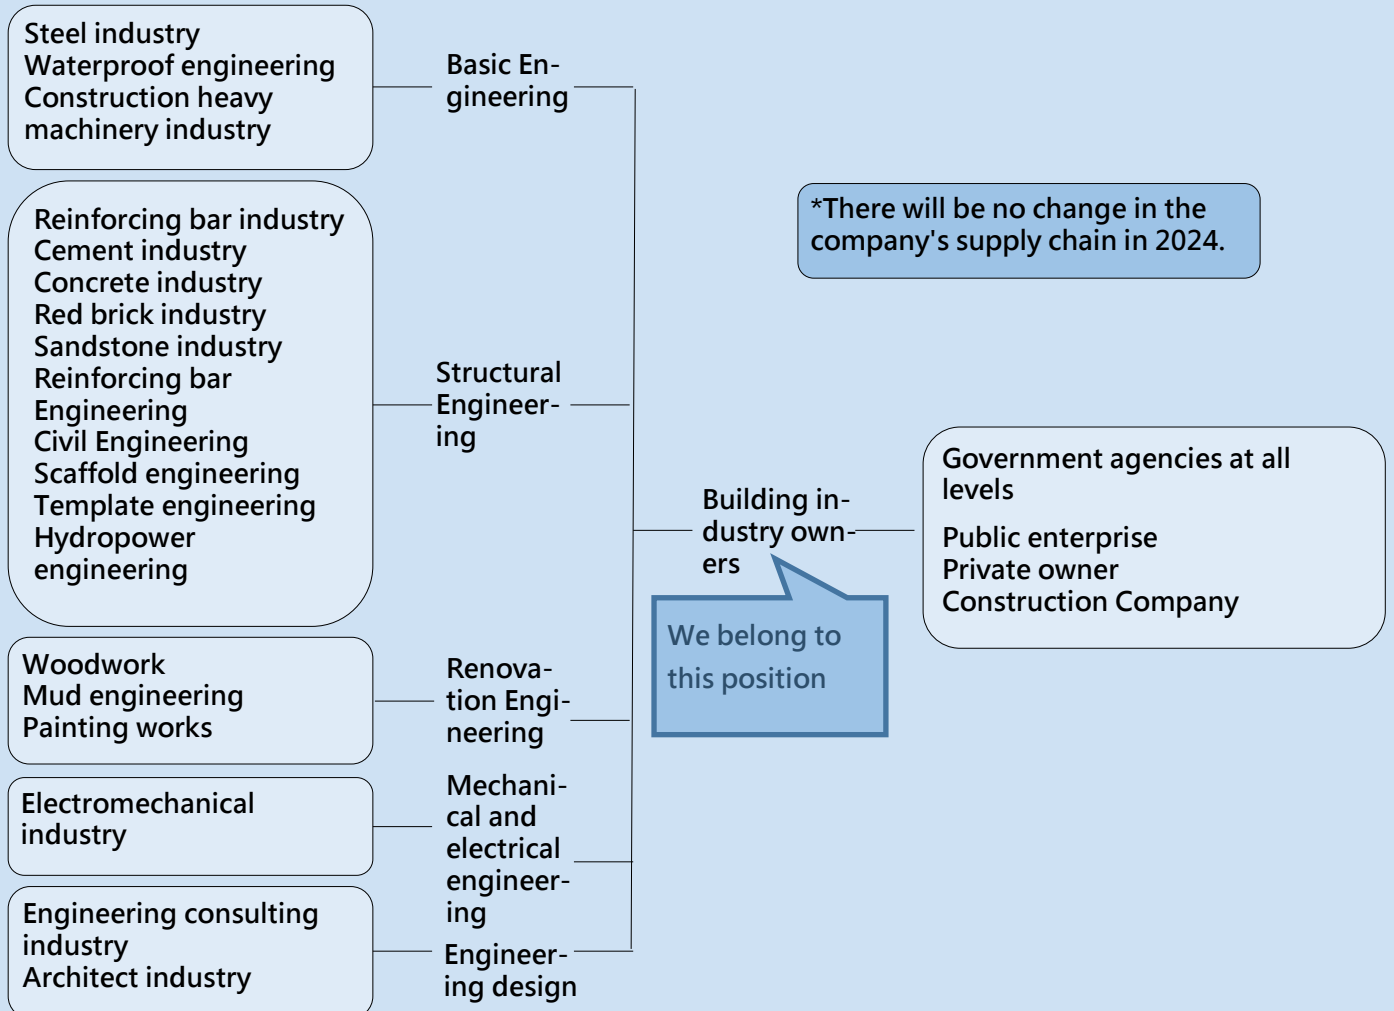 Steel industry
Waterproof engineering
Construction heavy
machinery industry
Basic En-
gineering
Reinforcing bar industry
Cement industry
Concrete industry
Red brick industry
Sandstone industry
Reinforcing bar
Engineering
Civil Engineering
Scaffold engineering
Template engineering
Hydropower
engineering
Structural
Engineer-
ing
*There will be no change in the
company's supply chain in 2024.
Building in-
dustry own-
ers
We belong to
this position
Government agencies at all
levels
Public enterprise
Private owner
Construction Company
Woodwork
Mud engineering
Painting works
Renova-
tion Engi-
neering
Electromechanical
industry
Mechani-
cal and
electrical
engineer-
ing
Engineering consulting
industry
Architect industry
Engineer-
ing design